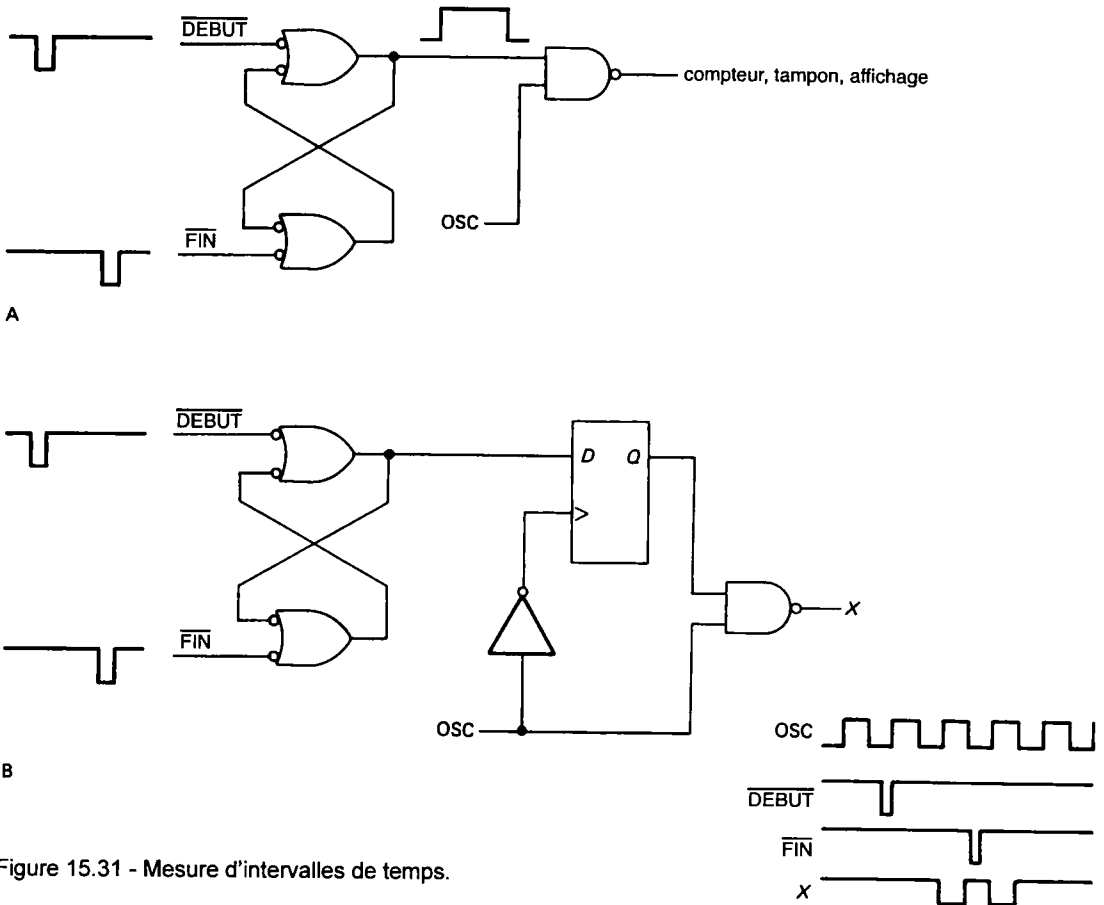 DEBUT
compteur, tampon, affichage
OSC
FIN
A
DEBUT
D Q
X
FIN
OSC
B
OSC
DEBUT
FIN
X
Figure 15.31 - Mesure d'intervalles de temps.